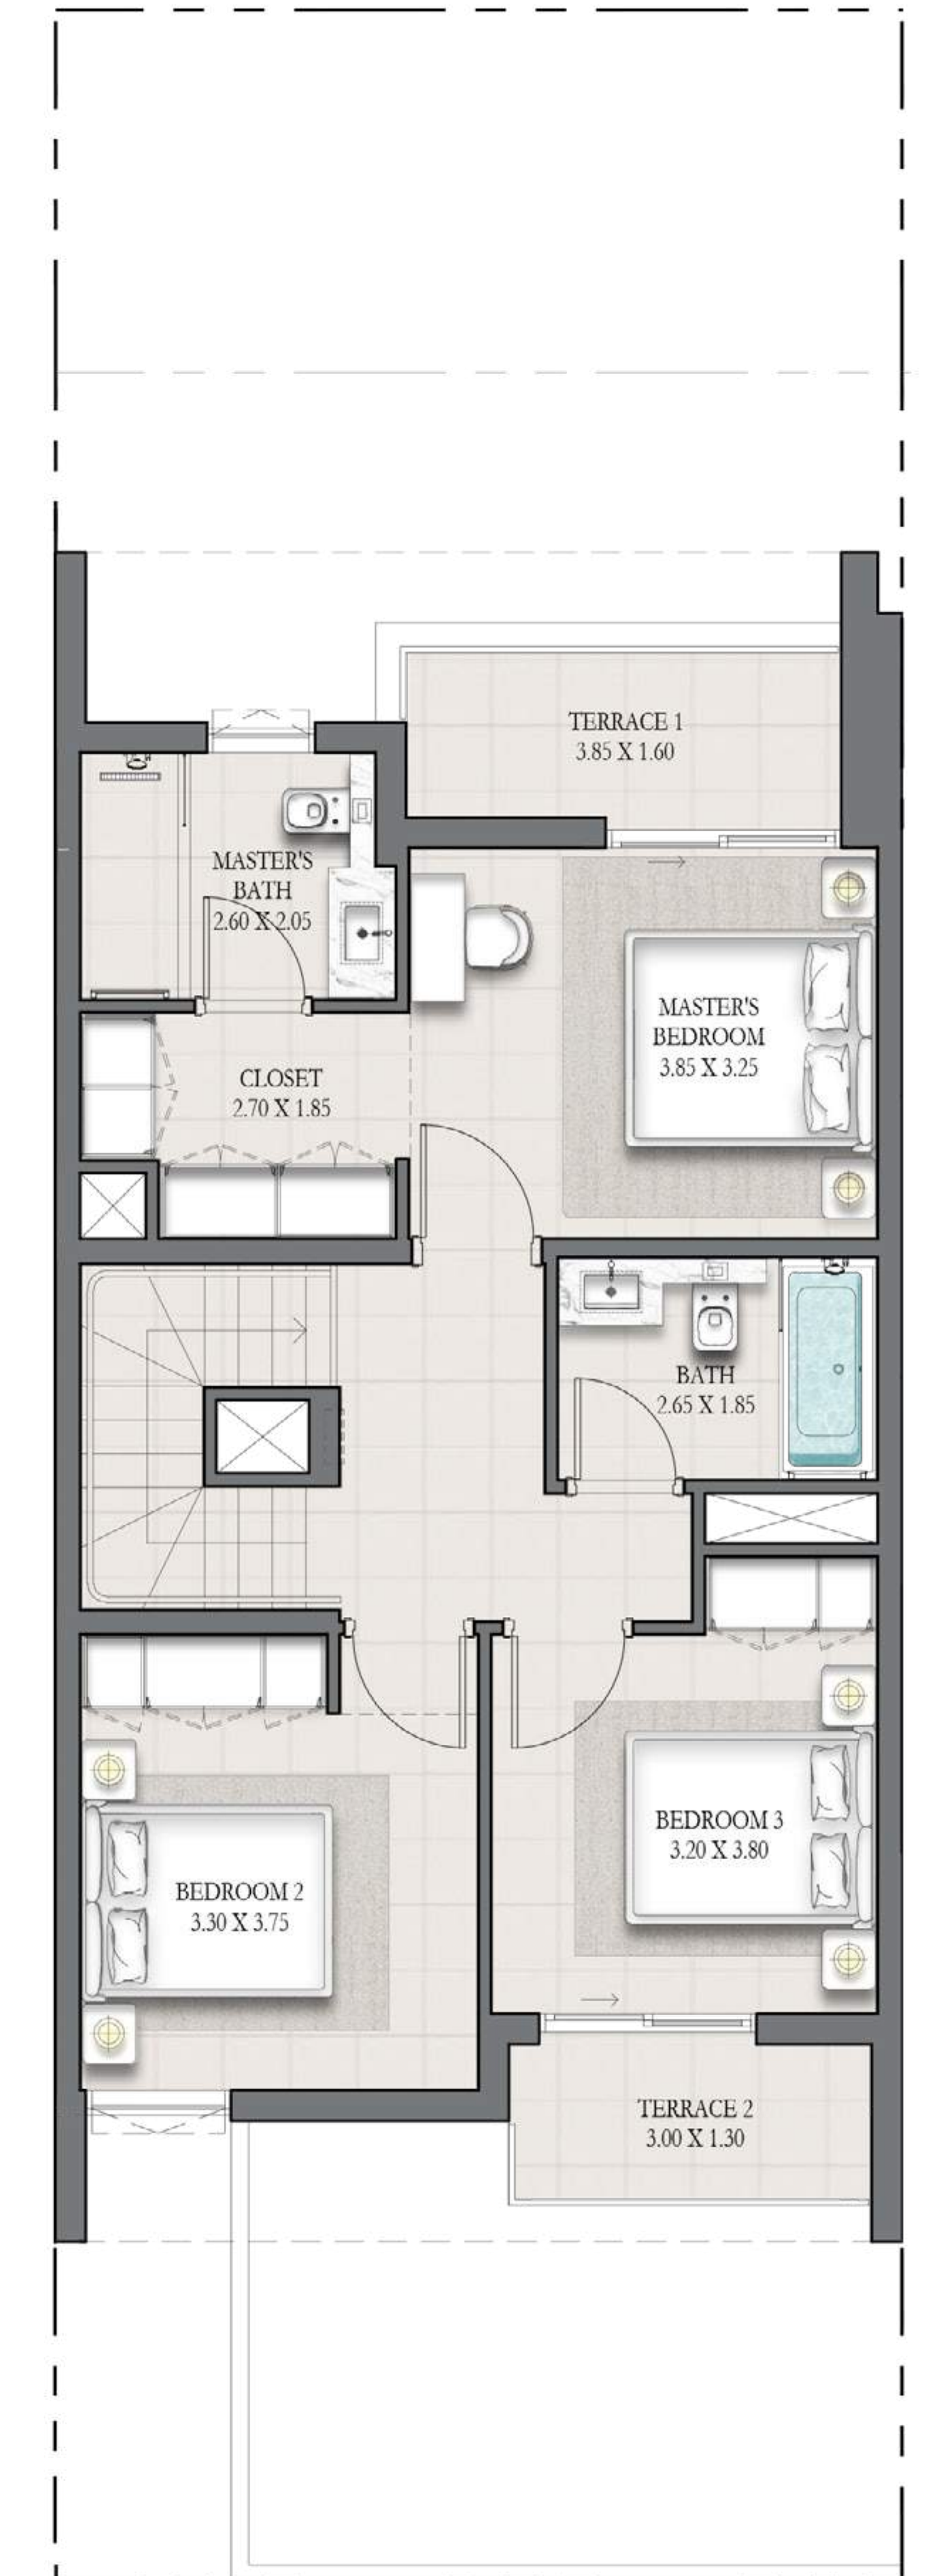 TERRACE 1
3.85 X 1.60
MASTER'S
BATH
2.60 X 2.05
MASTER'S
BEDROOM
3.85 X 3.25
CLOSET
2.70 X 1.85
BATH
2.65 X 1.85
BEDROOM 3
3.20 X 3.80
BEDROOM 2
3.30 X 3.75
TERRACE 2
3.00 X 1.30